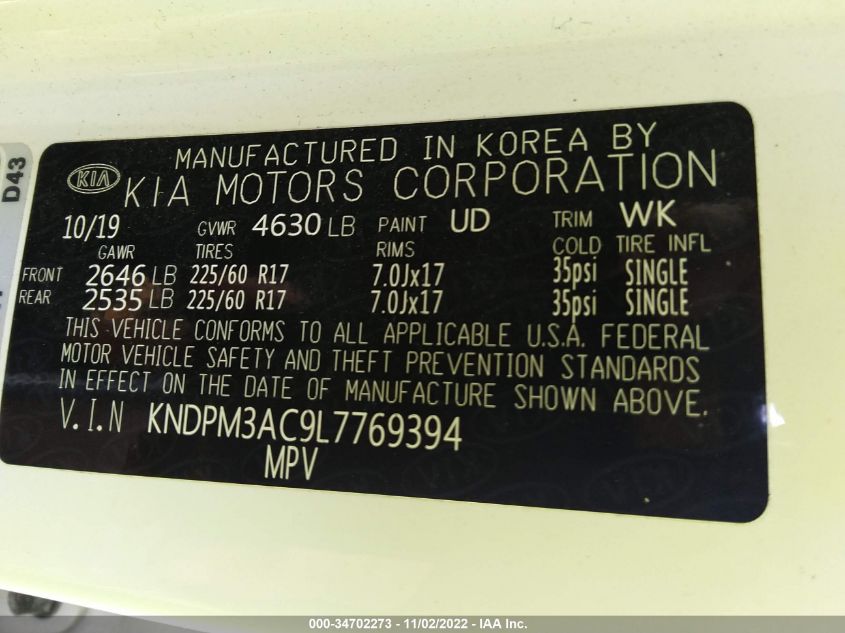 D43
MANUFACTURED IN KOREA BY
KIA KIA MOTORS CORPORATION
10/19 GVWR 4630 LB PAINT UD TRIM WK
GAWR TIRES RIMS COLD TIRE INFL
FRONT 2646 LB 225/60 R17 7.0Jx17 35psi SINGLE
REAR 2535 LB 225/60 R17 7.0Jx17 35psi SINGLE
THIS VEHICLE CONFORMS TO ALL APPLICABLE U.S.A. FEDERAL
MOTOR VEHICLE SAFETY AND THEFT PREVENTION STANDARDS
IN EFFECT ON THE DATE OF MANUFACTURE SHOWN ABOVE.
V.I.N KNDPM3AC9L7769394
MPV
000-34702273 - 11/02/2022 - IAA Inc.